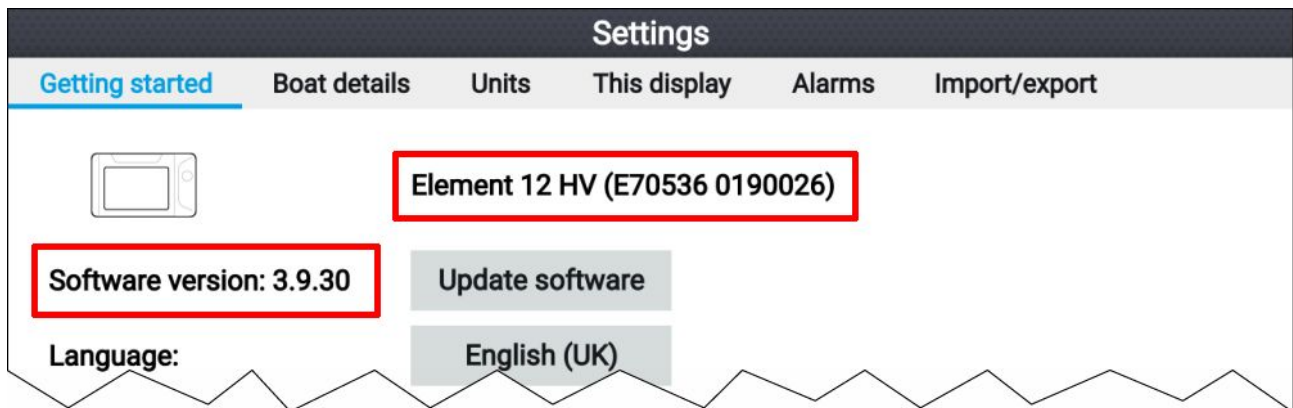 Settings
Getting started Boat details Units This display Alarms Import/export
Element 12 HV (E70536 0190026)
Software version: 3.9.30 Update software
Language: English (UK)